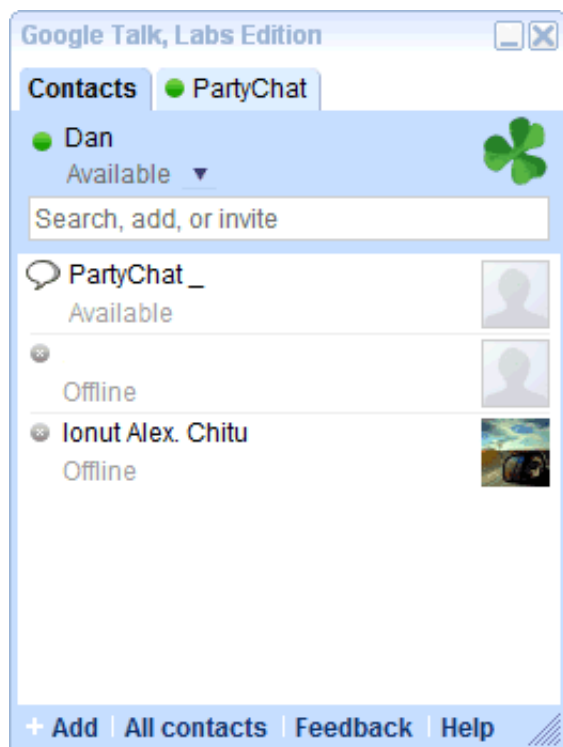 Google Talk, Labs Edition
Contacts PartyChat
Dan
Available
Search, add, or invite
PartyChat _
Available
Offline
Ionut Alex. Chitu
Offline
+ Add All contacts Feedback Help